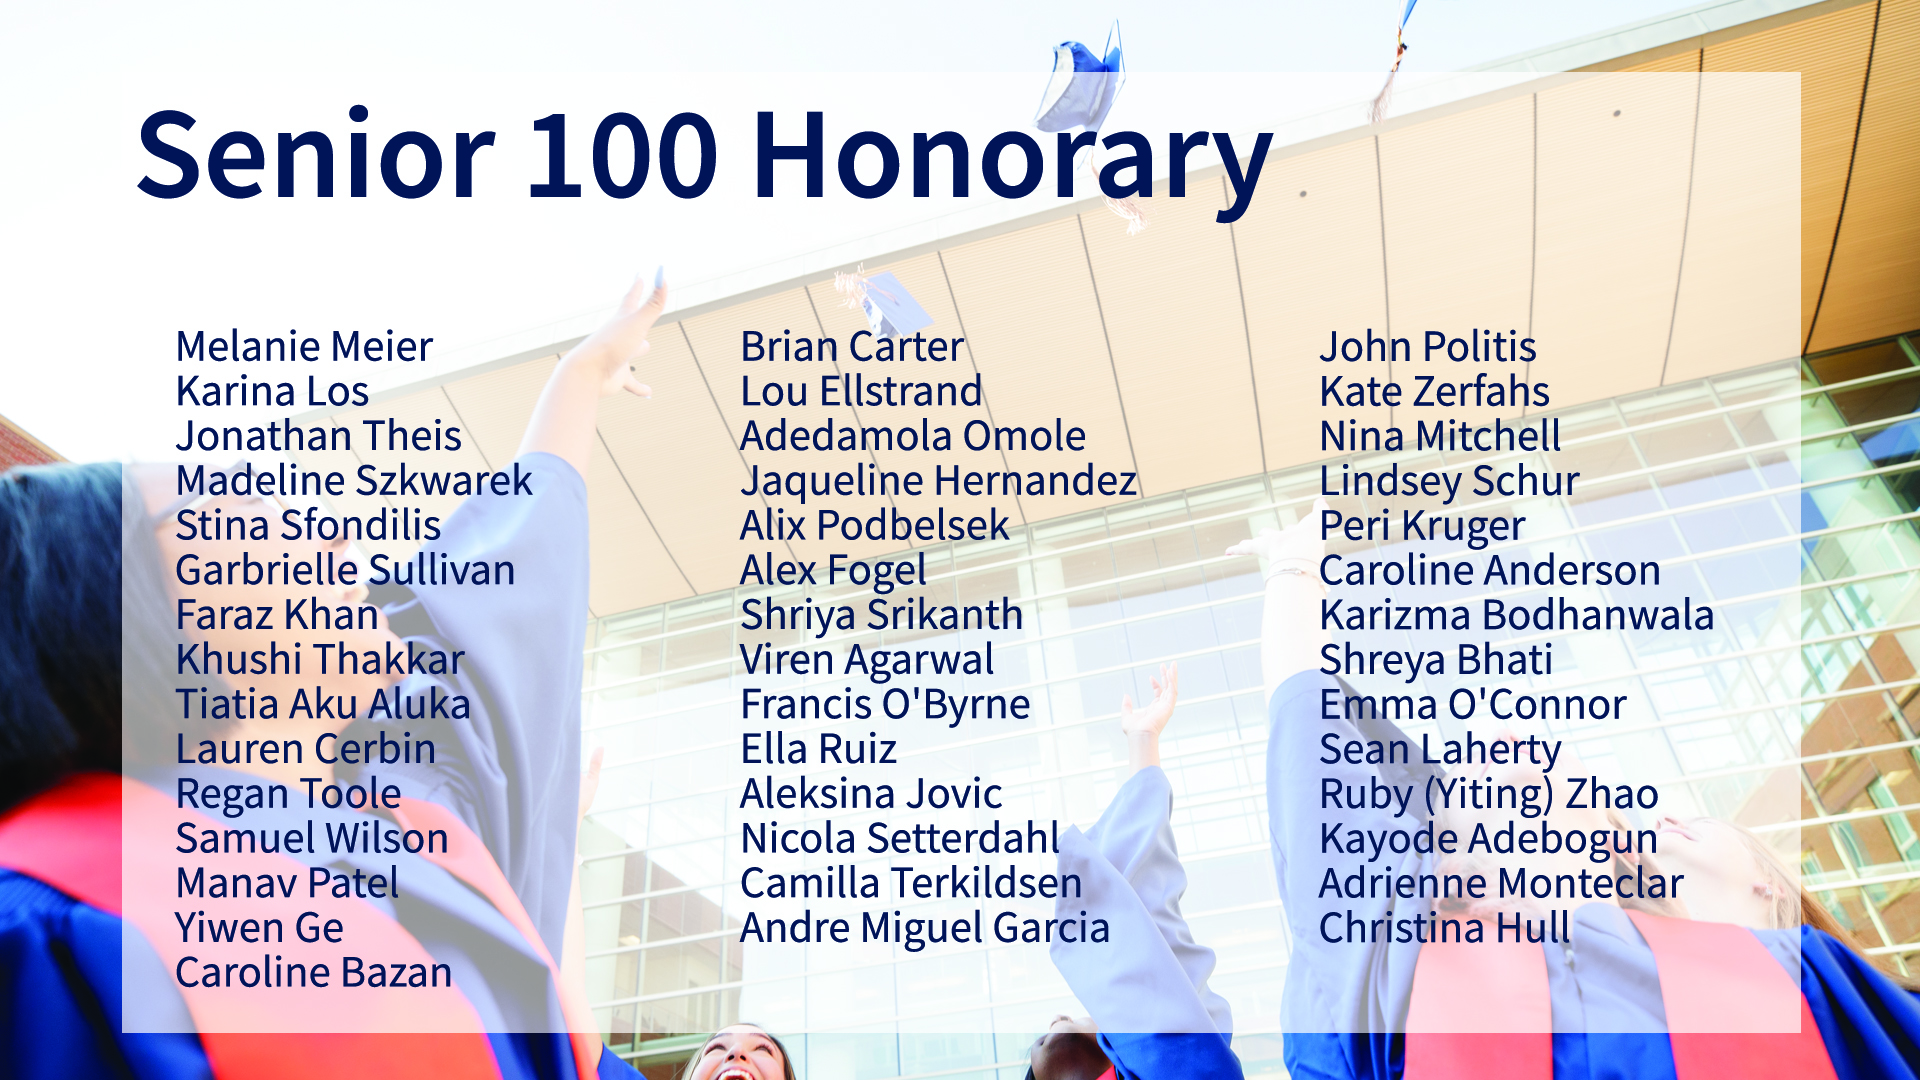 Senior 100 Honorary
Melanie Meier
Karina Los
Jonathan Theis
Madeline Szkwarek
Stina Sfondilis
Garbrielle Sullivan
Faraz Khan
Khushi Thakkar
Tiatia Aku Aluka
Lauren Cerbin
Regan Toole
Samuel Wilson
Manav Patel
Yiwen Ge
Caroline Bazan
Brian Carter
Lou Ellstrand
Adedamola Omole
Jaqueline Hernandez
Alix Podbelsek
Alex Fogel
Shriya Srikanth
Viren Agarwal
Francis O'Byrne
Ella Ruiz
Aleksina Jovic
Nicola Setterdahl
Camilla Terkildsen
Andre Miguel Garcia
John Politis
Kate Zerfahs
Nina Mitchell
Lindsey Schur
Peri Kruger
Caroline Anderson
Karizma Bodhanwala
Shreya Bhati
Emma O'Connor
Sean Laherty
Ruby (Yiting) Zhao
Kayode Adebogun
Adrienne Monteclar
Christina Hull